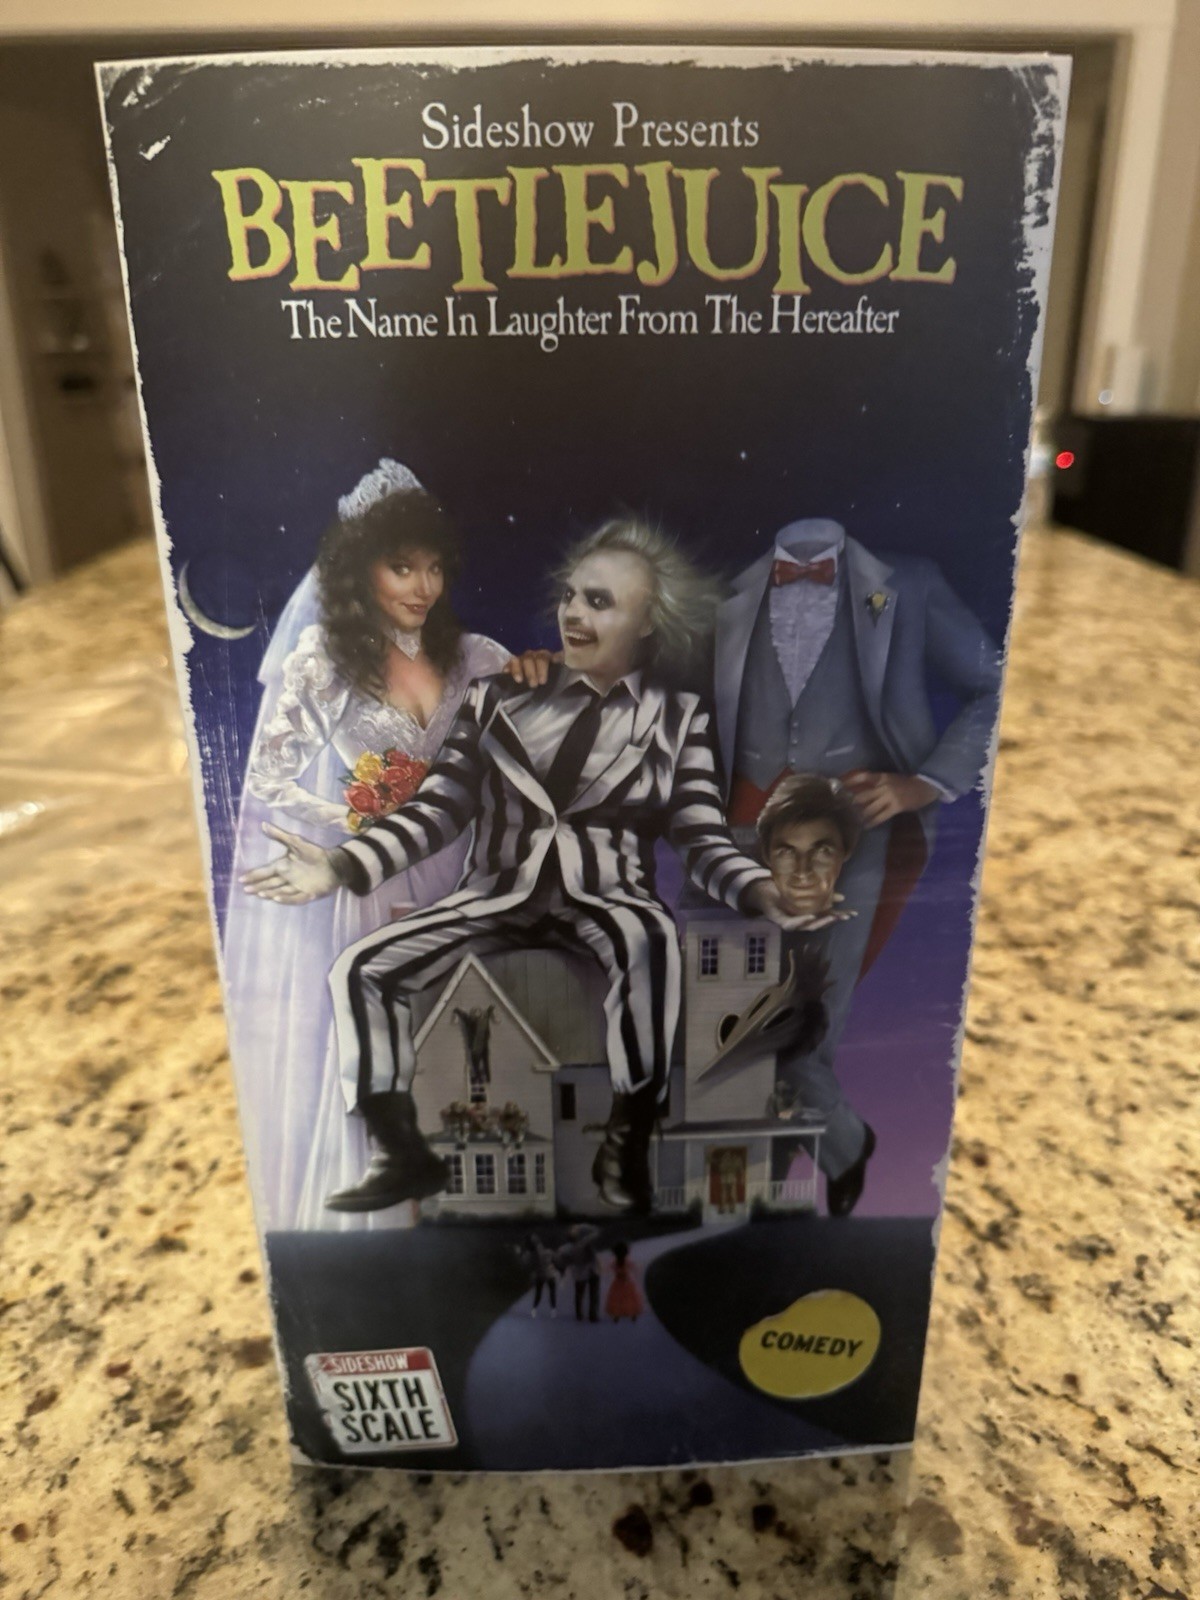 Sideshow Presents
BEETLEJUICE
The Name In Laughter From The Hereafter
COMEDY
SIDESHOW
SIXTH
SCALE